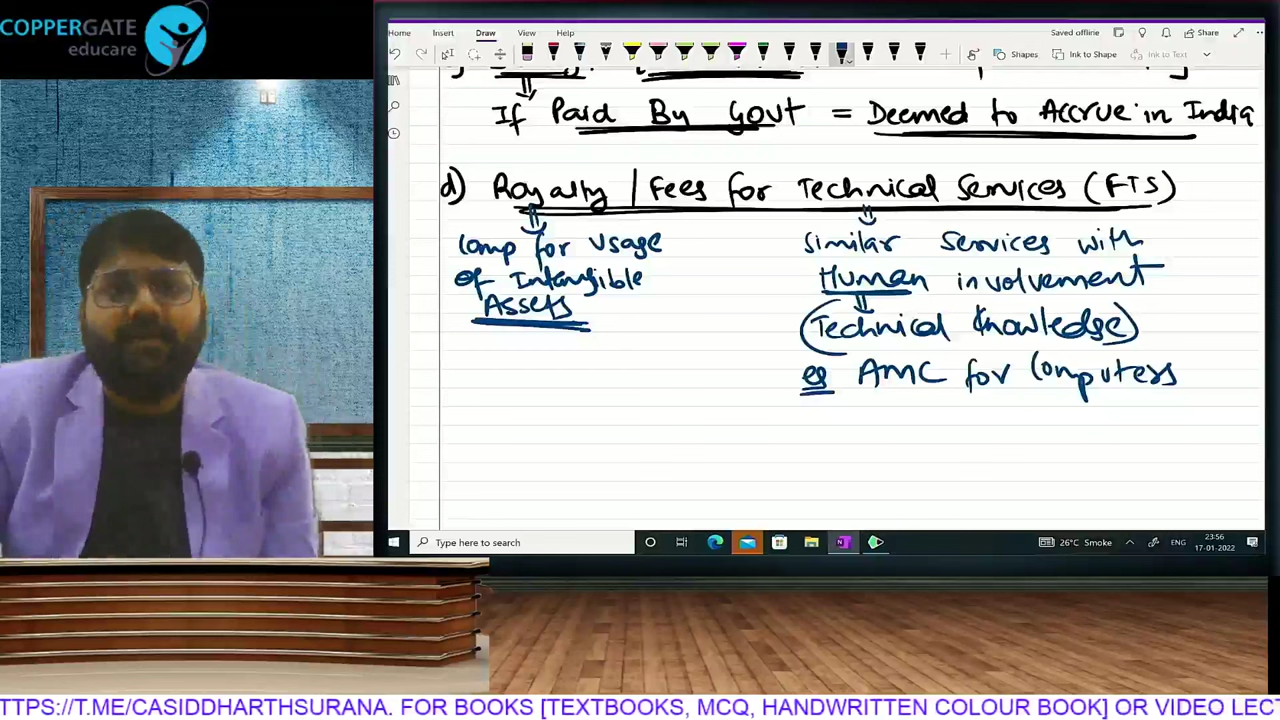 COPPERGATE
educare
Home Insert Draw View Help
Saved offline
Share
Shapes
Ink to Shape
Ink to Text
If Paid By Govt = Deemed to Accrue in India
d) Royalty | Fees for Technical Services (FTS)
Comp for Usage
of Intangible
Assets
Similar Services with
Human involvement
(Technical Knowledge)
eg AMC for Computers
Type here to search
26°C Smoke
ENG
23:56
17-01-2022
TTPS://T.ME/CASIDDHARTHSURANA. FOR BOOKS [TEXTBOOKS, MCQ, HANDWRITTEN COLOUR BOOK] OR VIDEO LEC